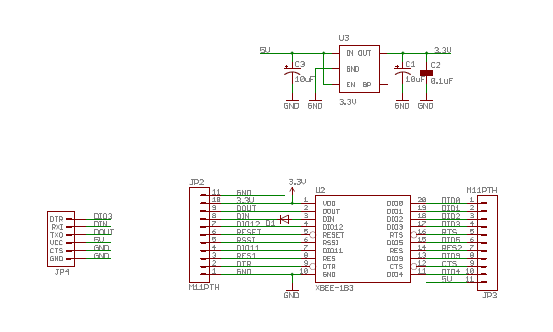 U3
5V
IN OUT
3.3V
GND
EN BP
C3
10uF
C1
10uF
C2
0.1uF
GND
GND
GND
GND
3.3V
JP2
3.3V
U2
M11PTH
11 GND
10 3.3V
9 DOUT
8 DIN
7 DIO12
D1
6 RESET
5 RSSI
4 DIO11
3 RES1
2 DTR
1 GND
M11PTH
1 VDD
2 DOUT
3 DIN
4 DIO12
5 RESET
6 RSSI
7 DIO11
8 RES
9 DTR
10 GND
GND
XBEE-1B3
DIO0 20 DIO0 1
DIO1 19 DIO1 2
DIO2 18 DIO2 3
DIO3 17 DIO3 4
RTS 16 RTS 5
DIO5 15 DIO5 6
RES 14 RES2 7
DIO9 13 DIO9 8
CTS 12 CTS 9
DIO4 11 DIO4 10
5V 11
JP3
DTR DIO3
RXI DIN
TXO DOUT
VCC 5V
CTS GND
GND GND
JP4